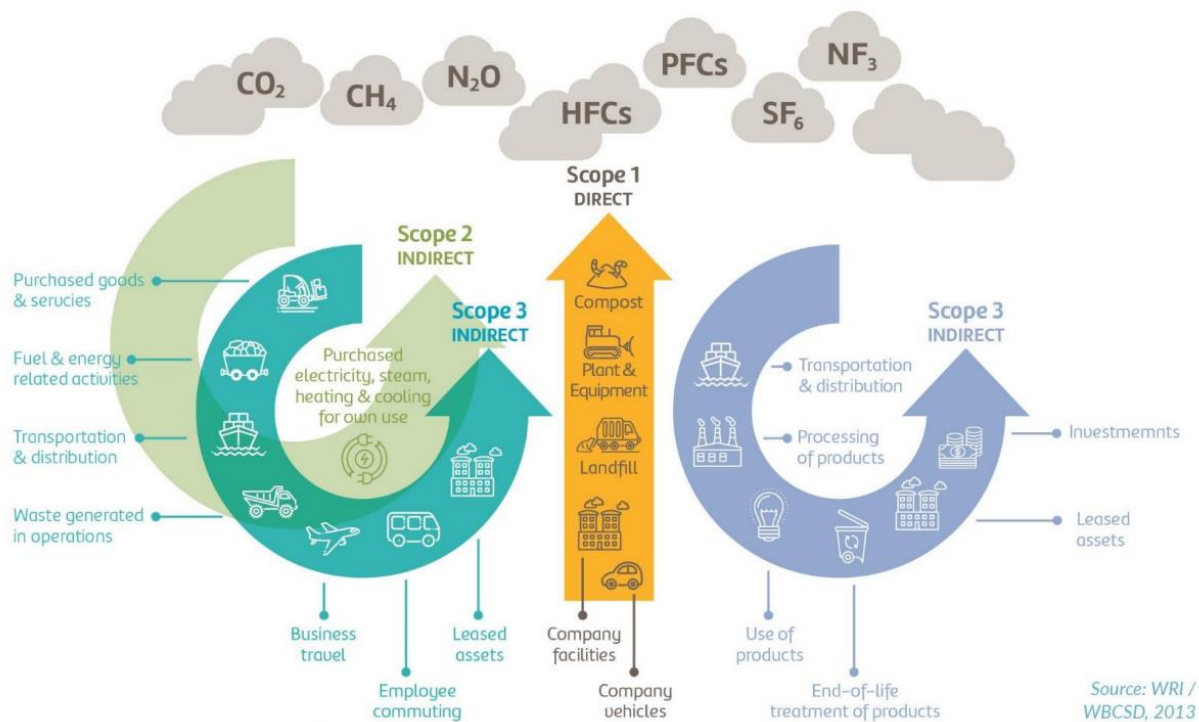 CO₂
CH₄
N₂O
HFCs
PFCs
SF₆
NF₃
Scope 1
DIRECT
Scope 2
INDIRECT
Scope 3
INDIRECT
Scope 3
INDIRECT
Purchased goods
& servcies
Fuel & energy
related activities
Transportation
& distribution
Waste generated
in operations
Purchased
electricity, steam,
heating & cooling
for own use
Business
travel
Employee
commuting
Leased
assets
Compost
Plant &
Equipment
Landfill
Company
facilities
Company
vehicles
Transportation
& distribution
Processing
of products
Use of
products
End-of-life
treatment of products
Investmemnts
Leased
assets
Source: WRI /
WBCSD, 2013